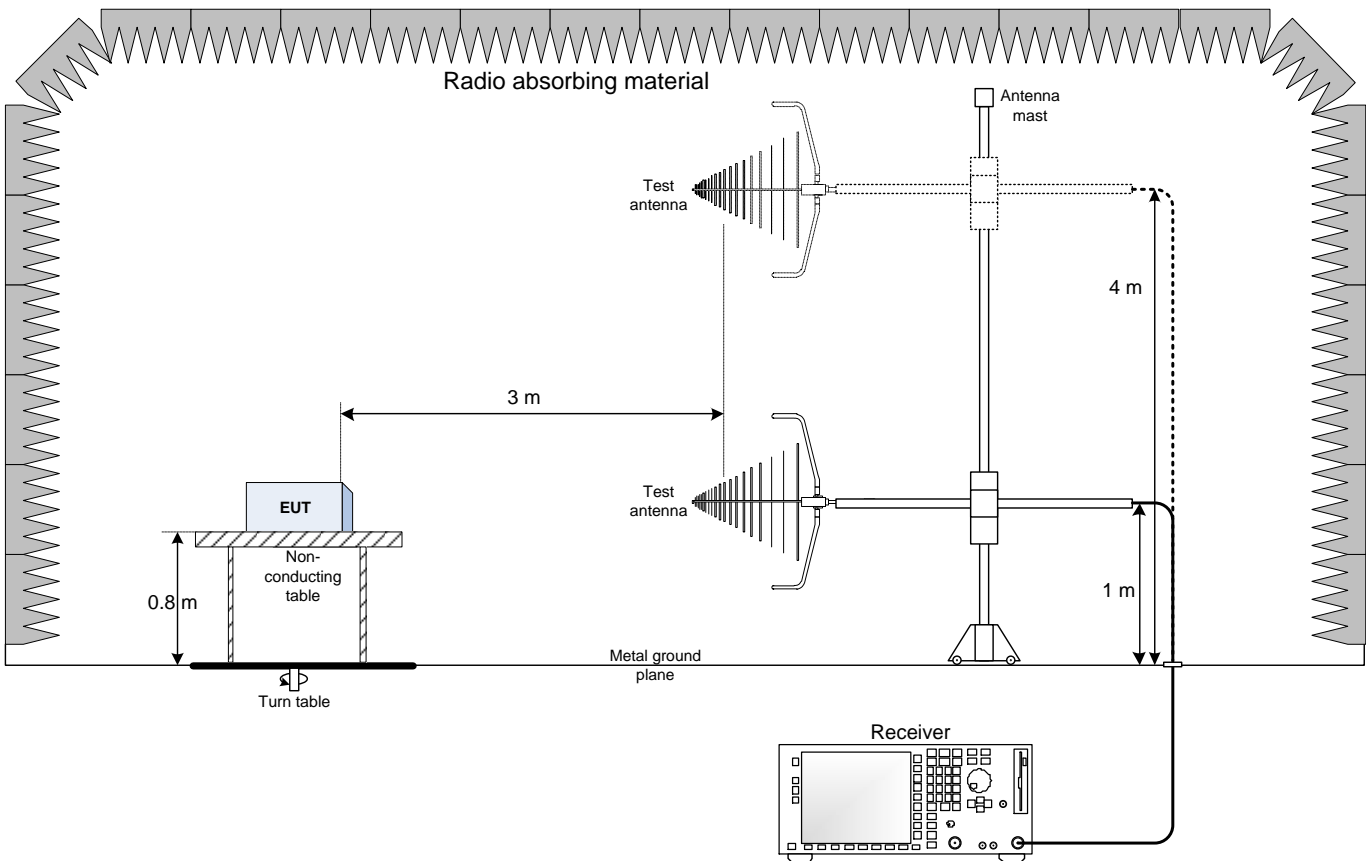 Radio absorbing material
Antenna
mast
Test
antenna
4 m
3 m
Test
antenna
EUT
Non-
conducting
table
0.8 m
1 m
Metal ground
plane
Turn table
Receiver